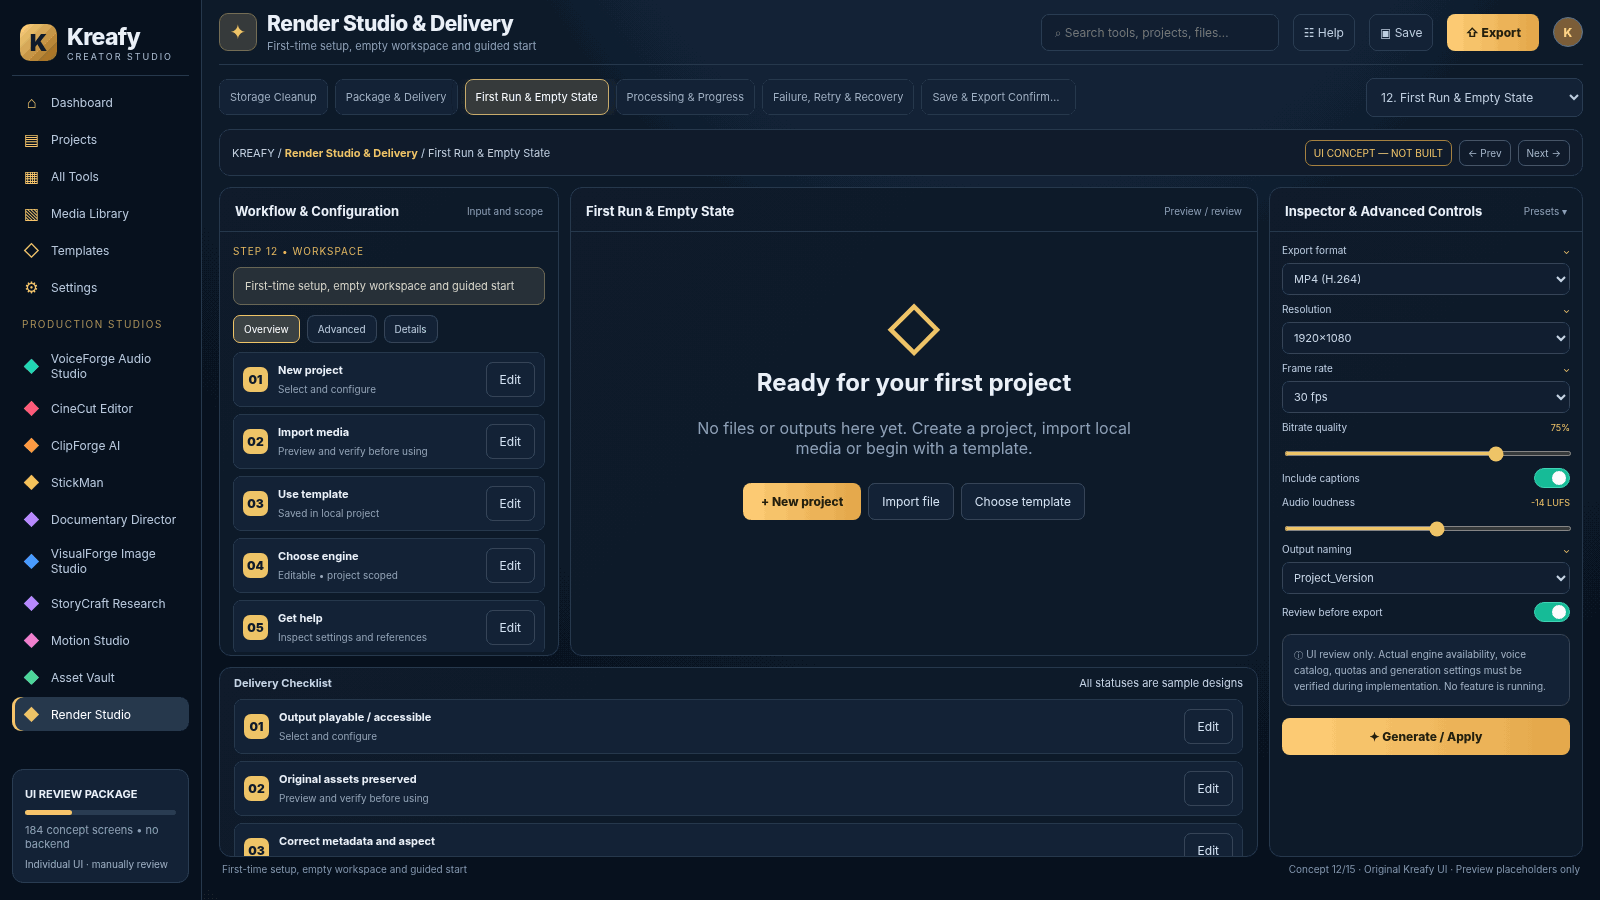 K
Kreafy
CREATOR STUDIO
Dashboard
Projects
All Tools
Media Library
Templates
Settings
PRODUCTION STUDIOS
VoiceForge Audio
Studio
CineCut Editor
ClipForge AI
StickMan
Documentary Director
VisualForge Image
Studio
StoryCraft Research
Motion Studio
Asset Vault
Render Studio
UI REVIEW PACKAGE
184 concept screens • no
backend
Individual UI · manually review
Render Studio & Delivery
First-time setup, empty workspace and guided start
Search tools, projects, files...
Help
Save
Export
K
Storage Cleanup
Package & Delivery
First Run & Empty State
Processing & Progress
Failure, Retry & Recovery
Save & Export Confirm...
12. First Run & Empty State
KREAFY / Render Studio & Delivery / First Run & Empty State
UI CONCEPT — NOT BUILT
← Prev
Next →
Workflow & Configuration
Input and scope
STEP 12 • WORKSPACE
First-time setup, empty workspace and guided start
Overview
Advanced
Details
01
New project
Select and configure
Edit
02
Import media
Preview and verify before using
Edit
03
Use template
Saved in local project
Edit
04
Choose engine
Editable • project scoped
Edit
05
Get help
Inspect settings and references
Edit
First Run & Empty State
Preview / review
Ready for your first project
No files or outputs here yet. Create a project, import local
media or begin with a template.
+ New project
Import file
Choose template
Delivery Checklist
All statuses are sample designs
01
Output playable / accessible
Select and configure
Edit
02
Original assets preserved
Preview and verify before using
Edit
03
Correct metadata and aspect
Edit
Inspector & Advanced Controls
Presets ▾
Export format
MP4 (H.264)
Resolution
1920×1080
Frame rate
30 fps
Bitrate quality
75%
Include captions
Audio loudness
-14 LUFS
Output naming
Project_Version
Review before export
ⓘ UI review only. Actual engine availability, voice
catalog, quotas and generation settings must be
verified during implementation. No feature is running.
✦ Generate / Apply
First-time setup, empty workspace and guided start
Concept 12/15 · Original Kreafy UI · Preview placeholders only